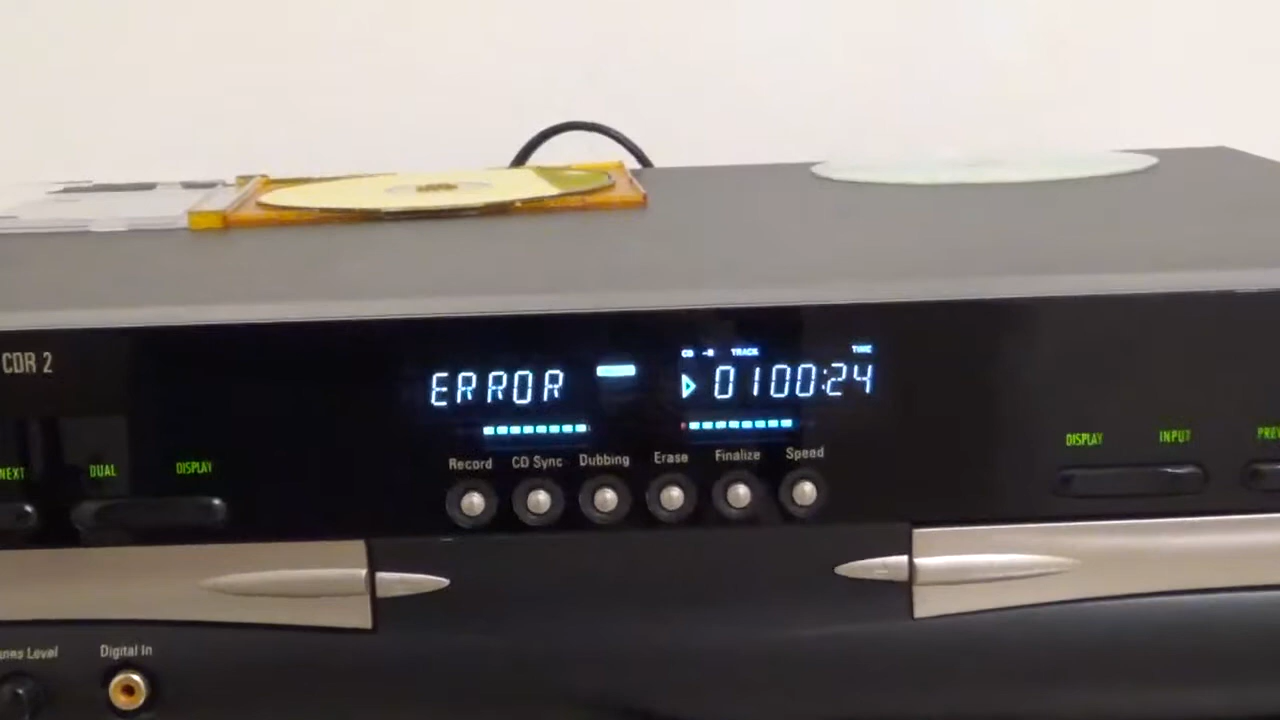 CDR 2
CD -R TRACK TIME
ERROR 01 00:24
NEXT DUAL DISPLAY
DISPLAY INPUT
Record CD Sync Dubbing Erase Finalize Speed
Level Digital In